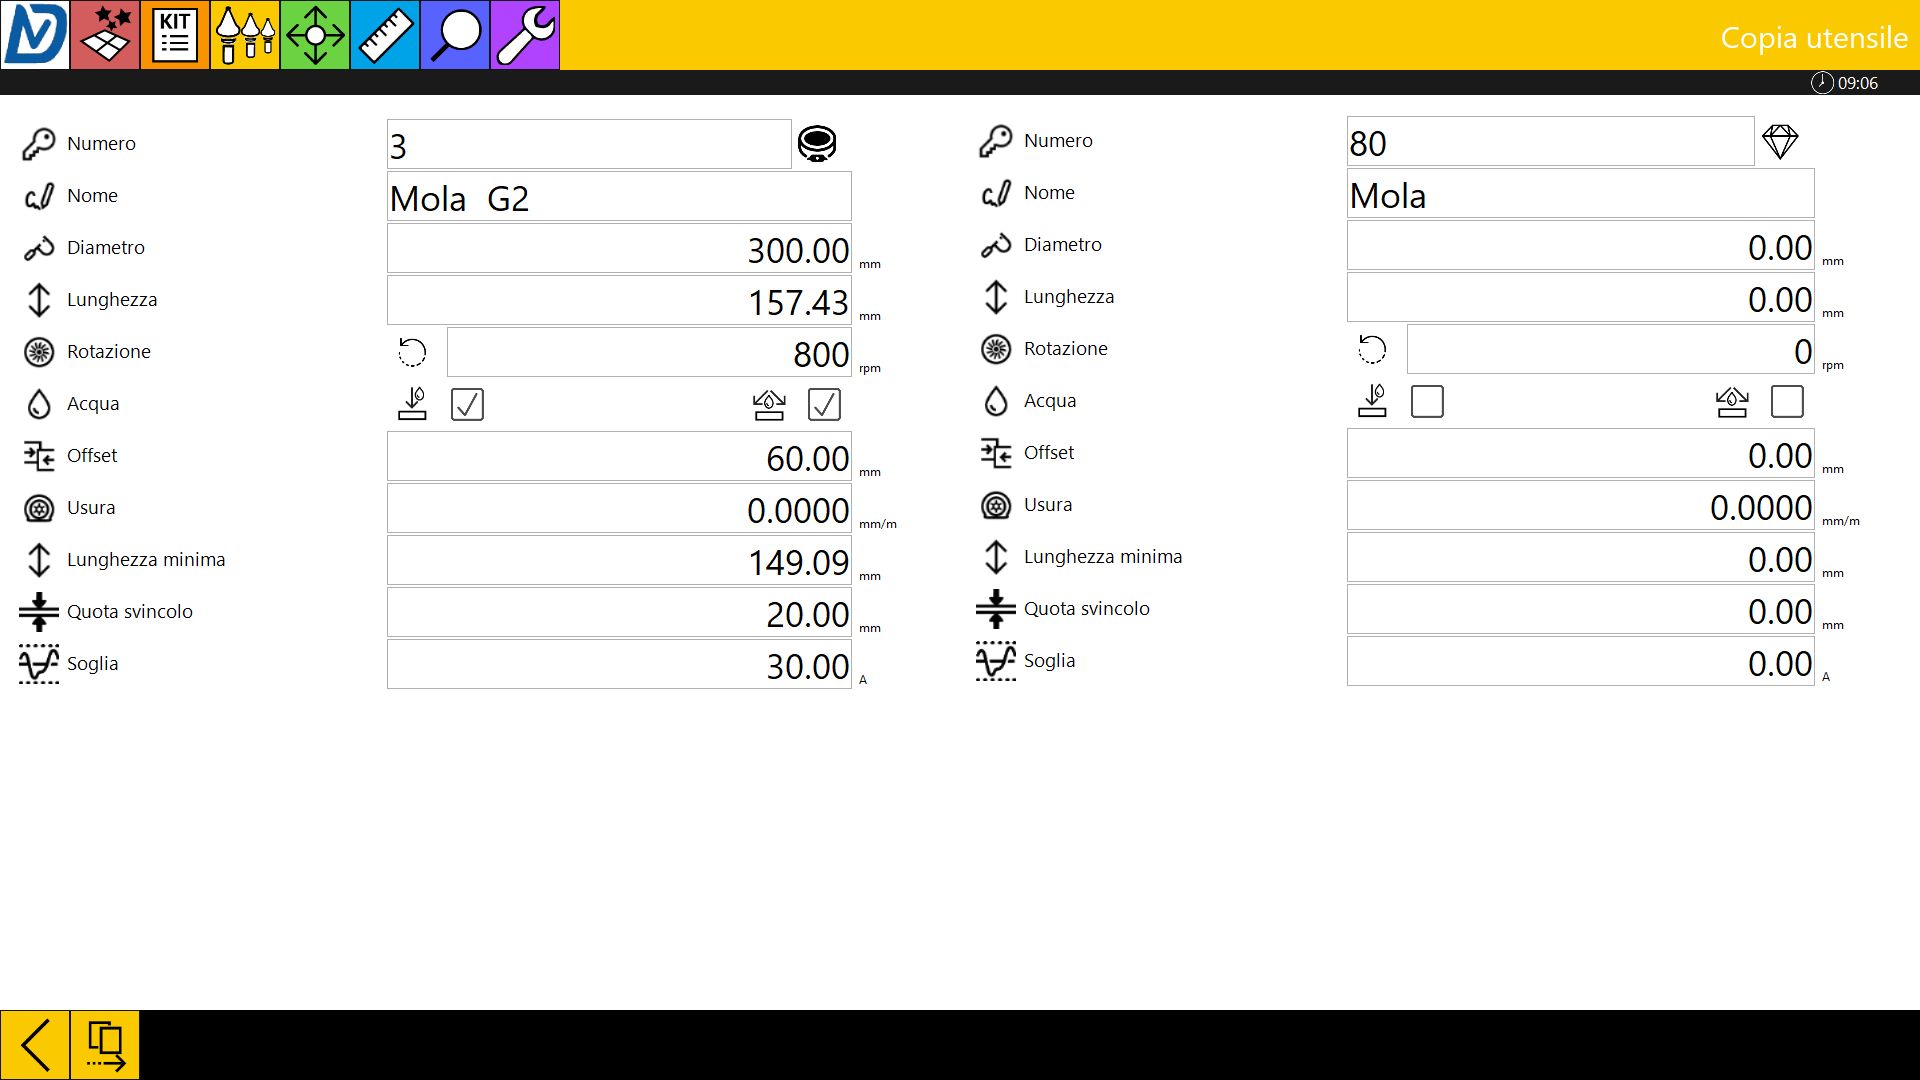 KIT
Copia utensile
09:06
Numero 3
Nome Mola  G2
Diametro 300.00 mm
Lunghezza 157.43 mm
Rotazione 800 rpm
Acqua
Offset 60.00 mm
Usura 0.0000 mm/m
Lunghezza minima 149.09 mm
Quota svincolo 20.00 mm
Soglia 30.00 A
Numero 80
Nome Mola
Diametro 0.00 mm
Lunghezza 0.00 mm
Rotazione 0 rpm
Acqua
Offset 0.00 mm
Usura 0.0000 mm/m
Lunghezza minima 0.00 mm
Quota svincolo 0.00 mm
Soglia 0.00 A